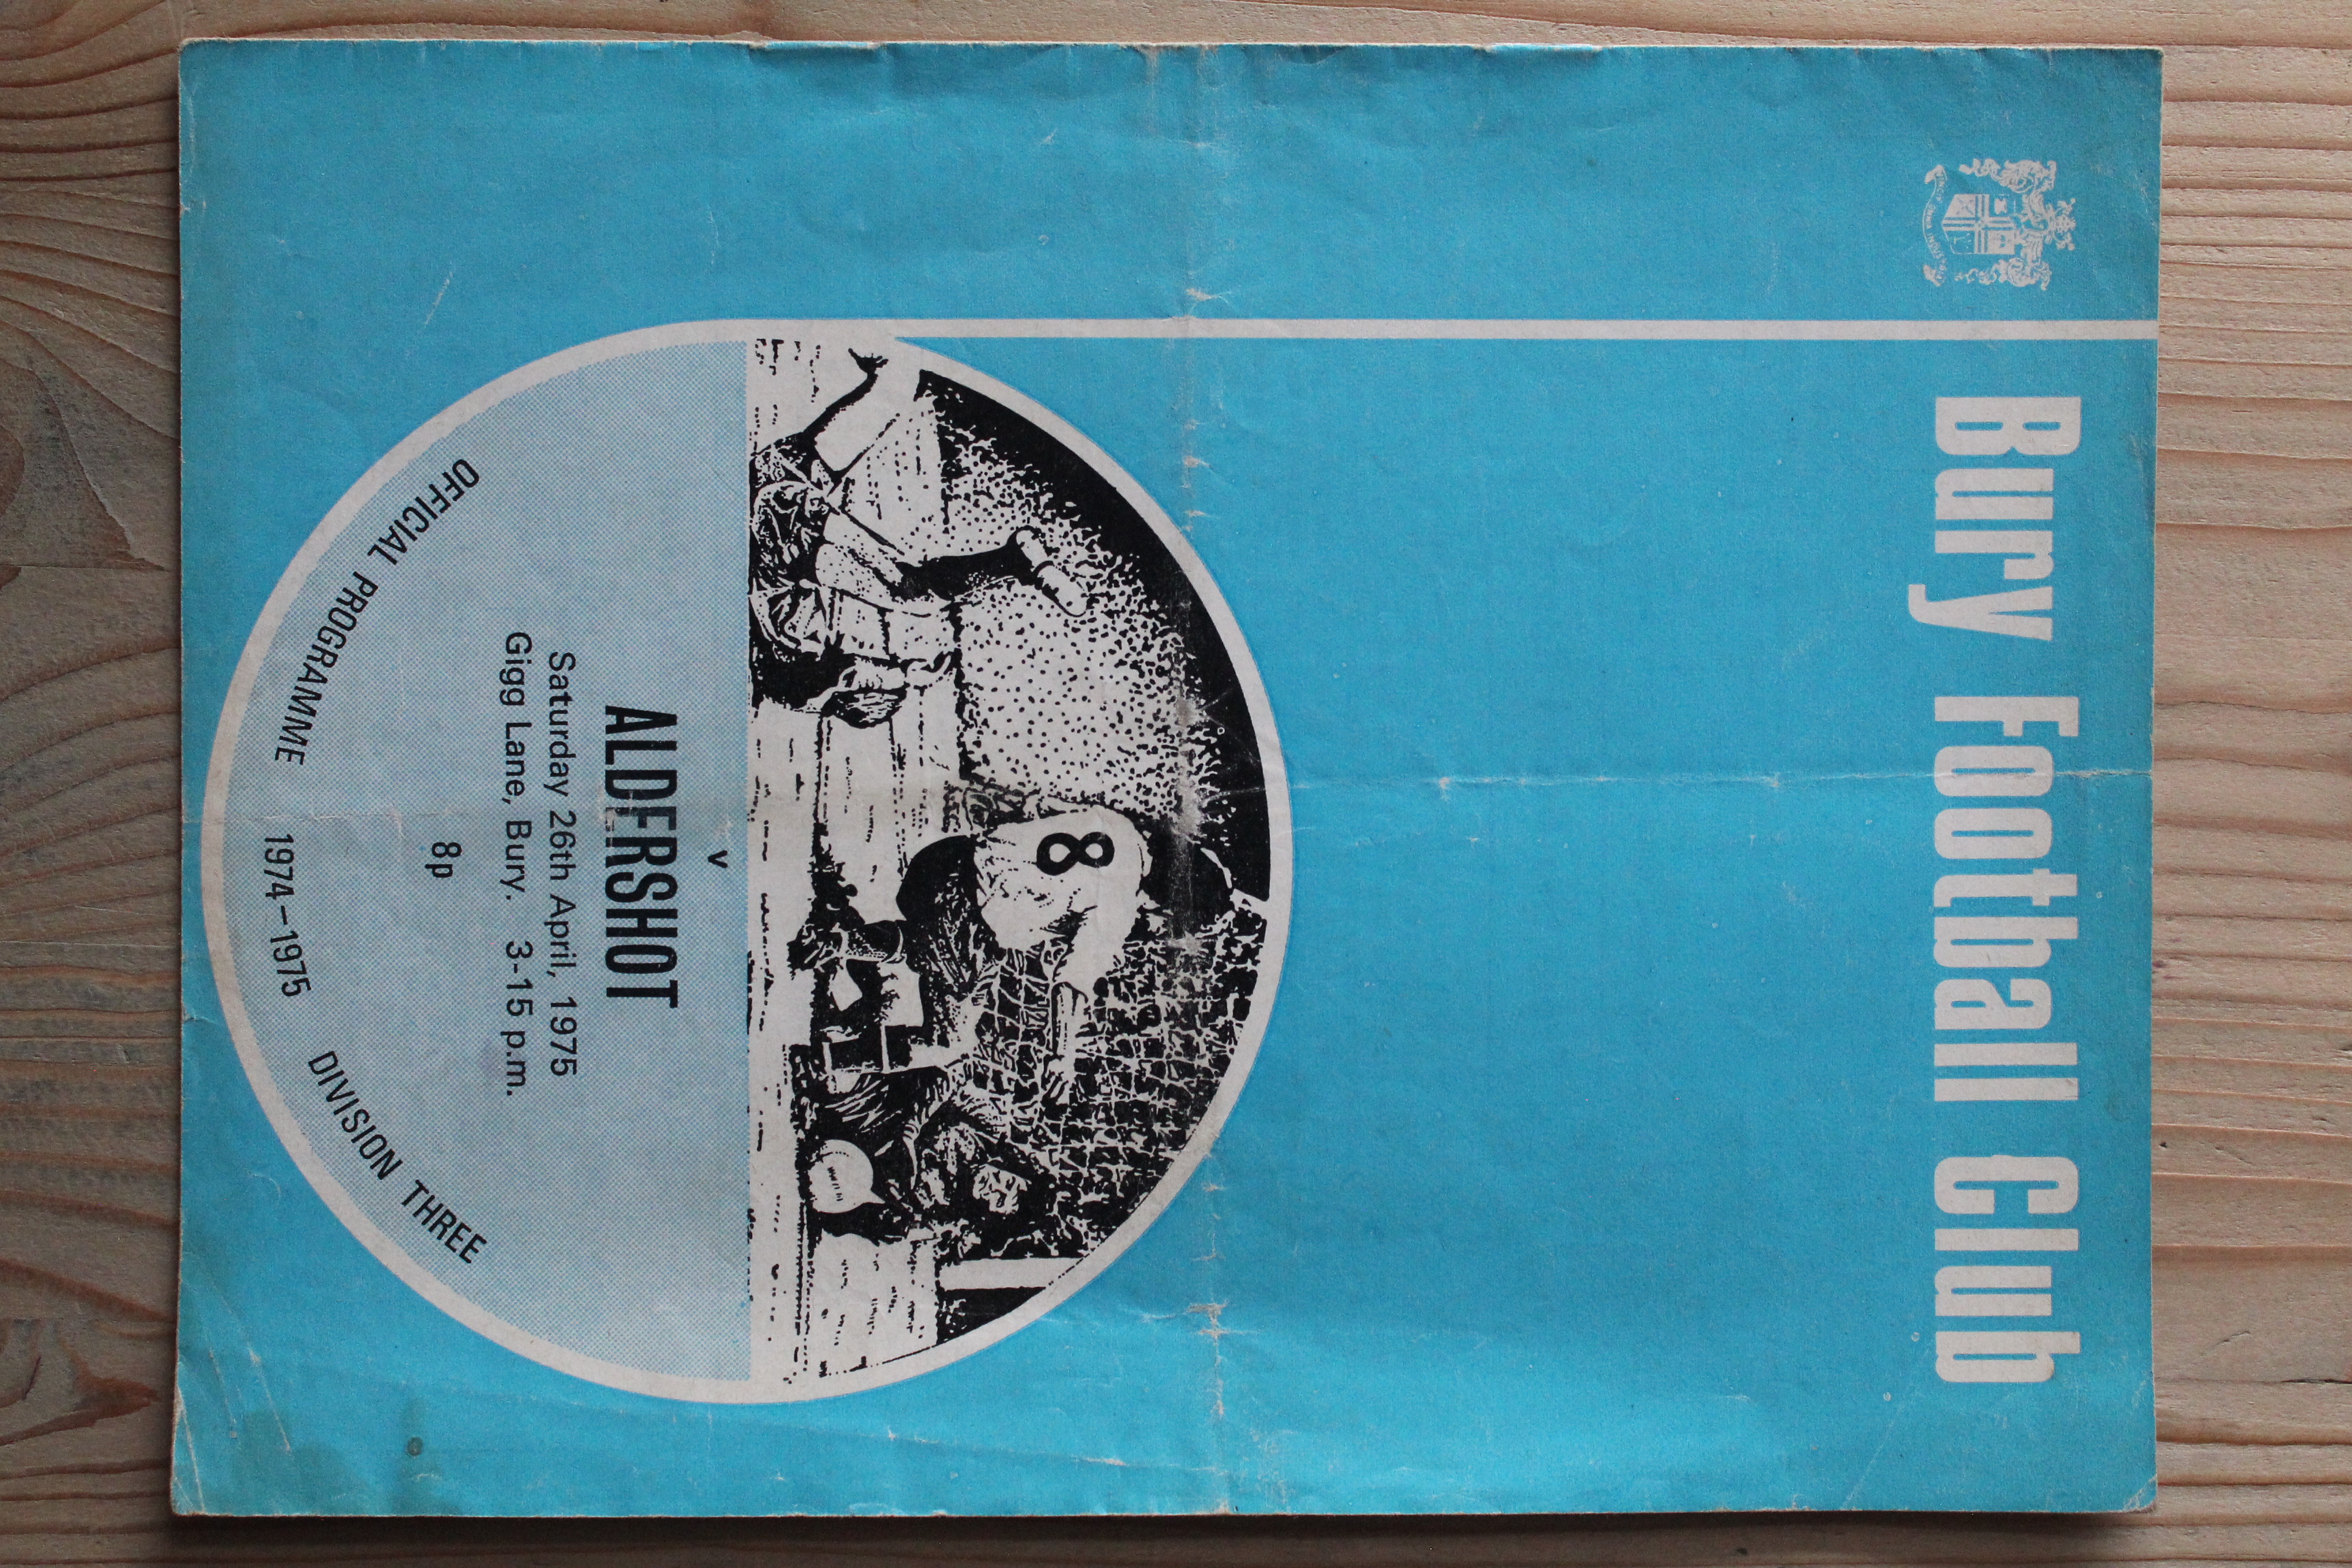 Bury Football Club
8
v
ALDERSHOT
Saturday 26th April, 1975
Gigg Lane, Bury. 3-15 p.m.
8p
OFFICIAL PROGRAMME 1974-1975 DIVISION THREE